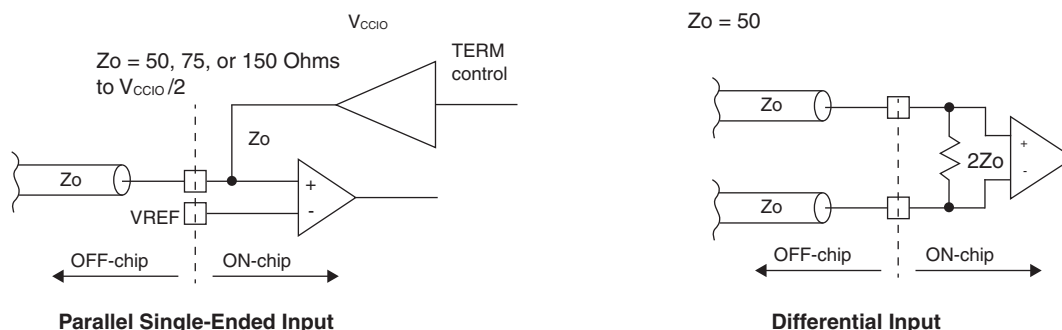 VCCIO
Zo = 50, 75, or 150 Ohms
to VCCIO/2
TERM
control
Zo
Zo
+
-
VREF
OFF-chip
ON-chip
Parallel Single-Ended Input
Zo = 50
Zo
+
-
2Zo
Zo
OFF-chip
ON-chip
Differential Input